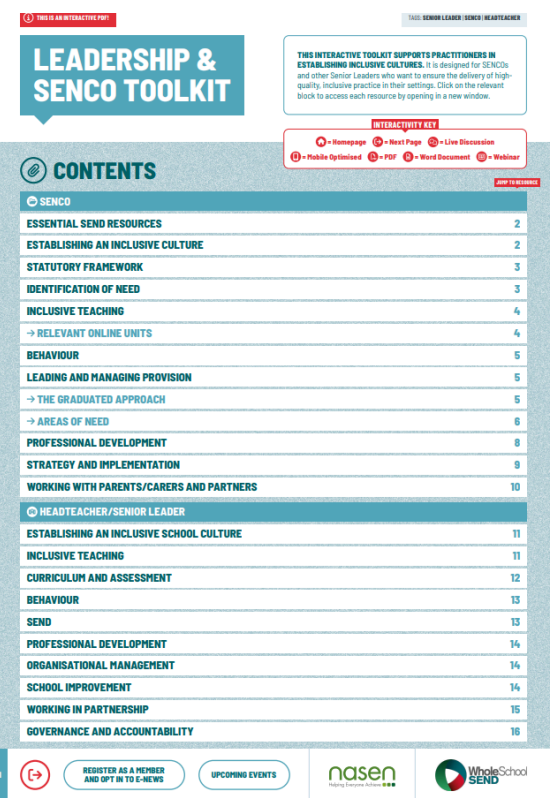 THIS IS AN INTERACTIVE PDF!
TAGS: SENIOR LEADER | SENCO | HEADTEACHER
LEADERSHIP &
SENCO TOOLKIT
THIS INTERACTIVE TOOLKIT SUPPORTS PRACTITIONERS IN
ESTABLISHING INCLUSIVE CULTURES. It is designed for SENCOs
and other Senior Leaders who want to ensure the delivery of high-
quality, inclusive practice in their settings. Click on the relevant
block to access each resource by opening in a new window.
INTERACTIVITY KEY
= Homepage = Next Page = Live Discussion
= Mobile Optimised = PDF = Word Document = Webinar
CONTENTS
JUMP TO RESOURCE
SENCO
ESSENTIAL SEND RESOURCES 2
ESTABLISHING AN INCLUSIVE CULTURE 2
STATUTORY FRAMEWORK 3
IDENTIFICATION OF NEED 3
INCLUSIVE TEACHING 4
→ RELEVANT ONLINE UNITS 4
BEHAVIOUR 5
LEADING AND MANAGING PROVISION 5
→ THE GRADUATED APPROACH 5
→ AREAS OF NEED 6
PROFESSIONAL DEVELOPMENT 8
STRATEGY AND IMPLEMENTATION 9
WORKING WITH PARENTS/CARERS AND PARTNERS 10
HEADTEACHER/SENIOR LEADER
ESTABLISHING AN INCLUSIVE SCHOOL CULTURE 11
INCLUSIVE TEACHING 11
CURRICULUM AND ASSESSMENT 12
BEHAVIOUR 13
SEND 13
PROFESSIONAL DEVELOPMENT 14
ORGANISATIONAL MANAGEMENT 14
SCHOOL IMPROVEMENT 14
WORKING IN PARTNERSHIP 15
GOVERNANCE AND ACCOUNTABILITY 16
REGISTER AS A MEMBER
AND OPT IN TO E-NEWS
UPCOMING EVENTS
nasen
Helping Everyone Achieve
WholeSchool
SEND